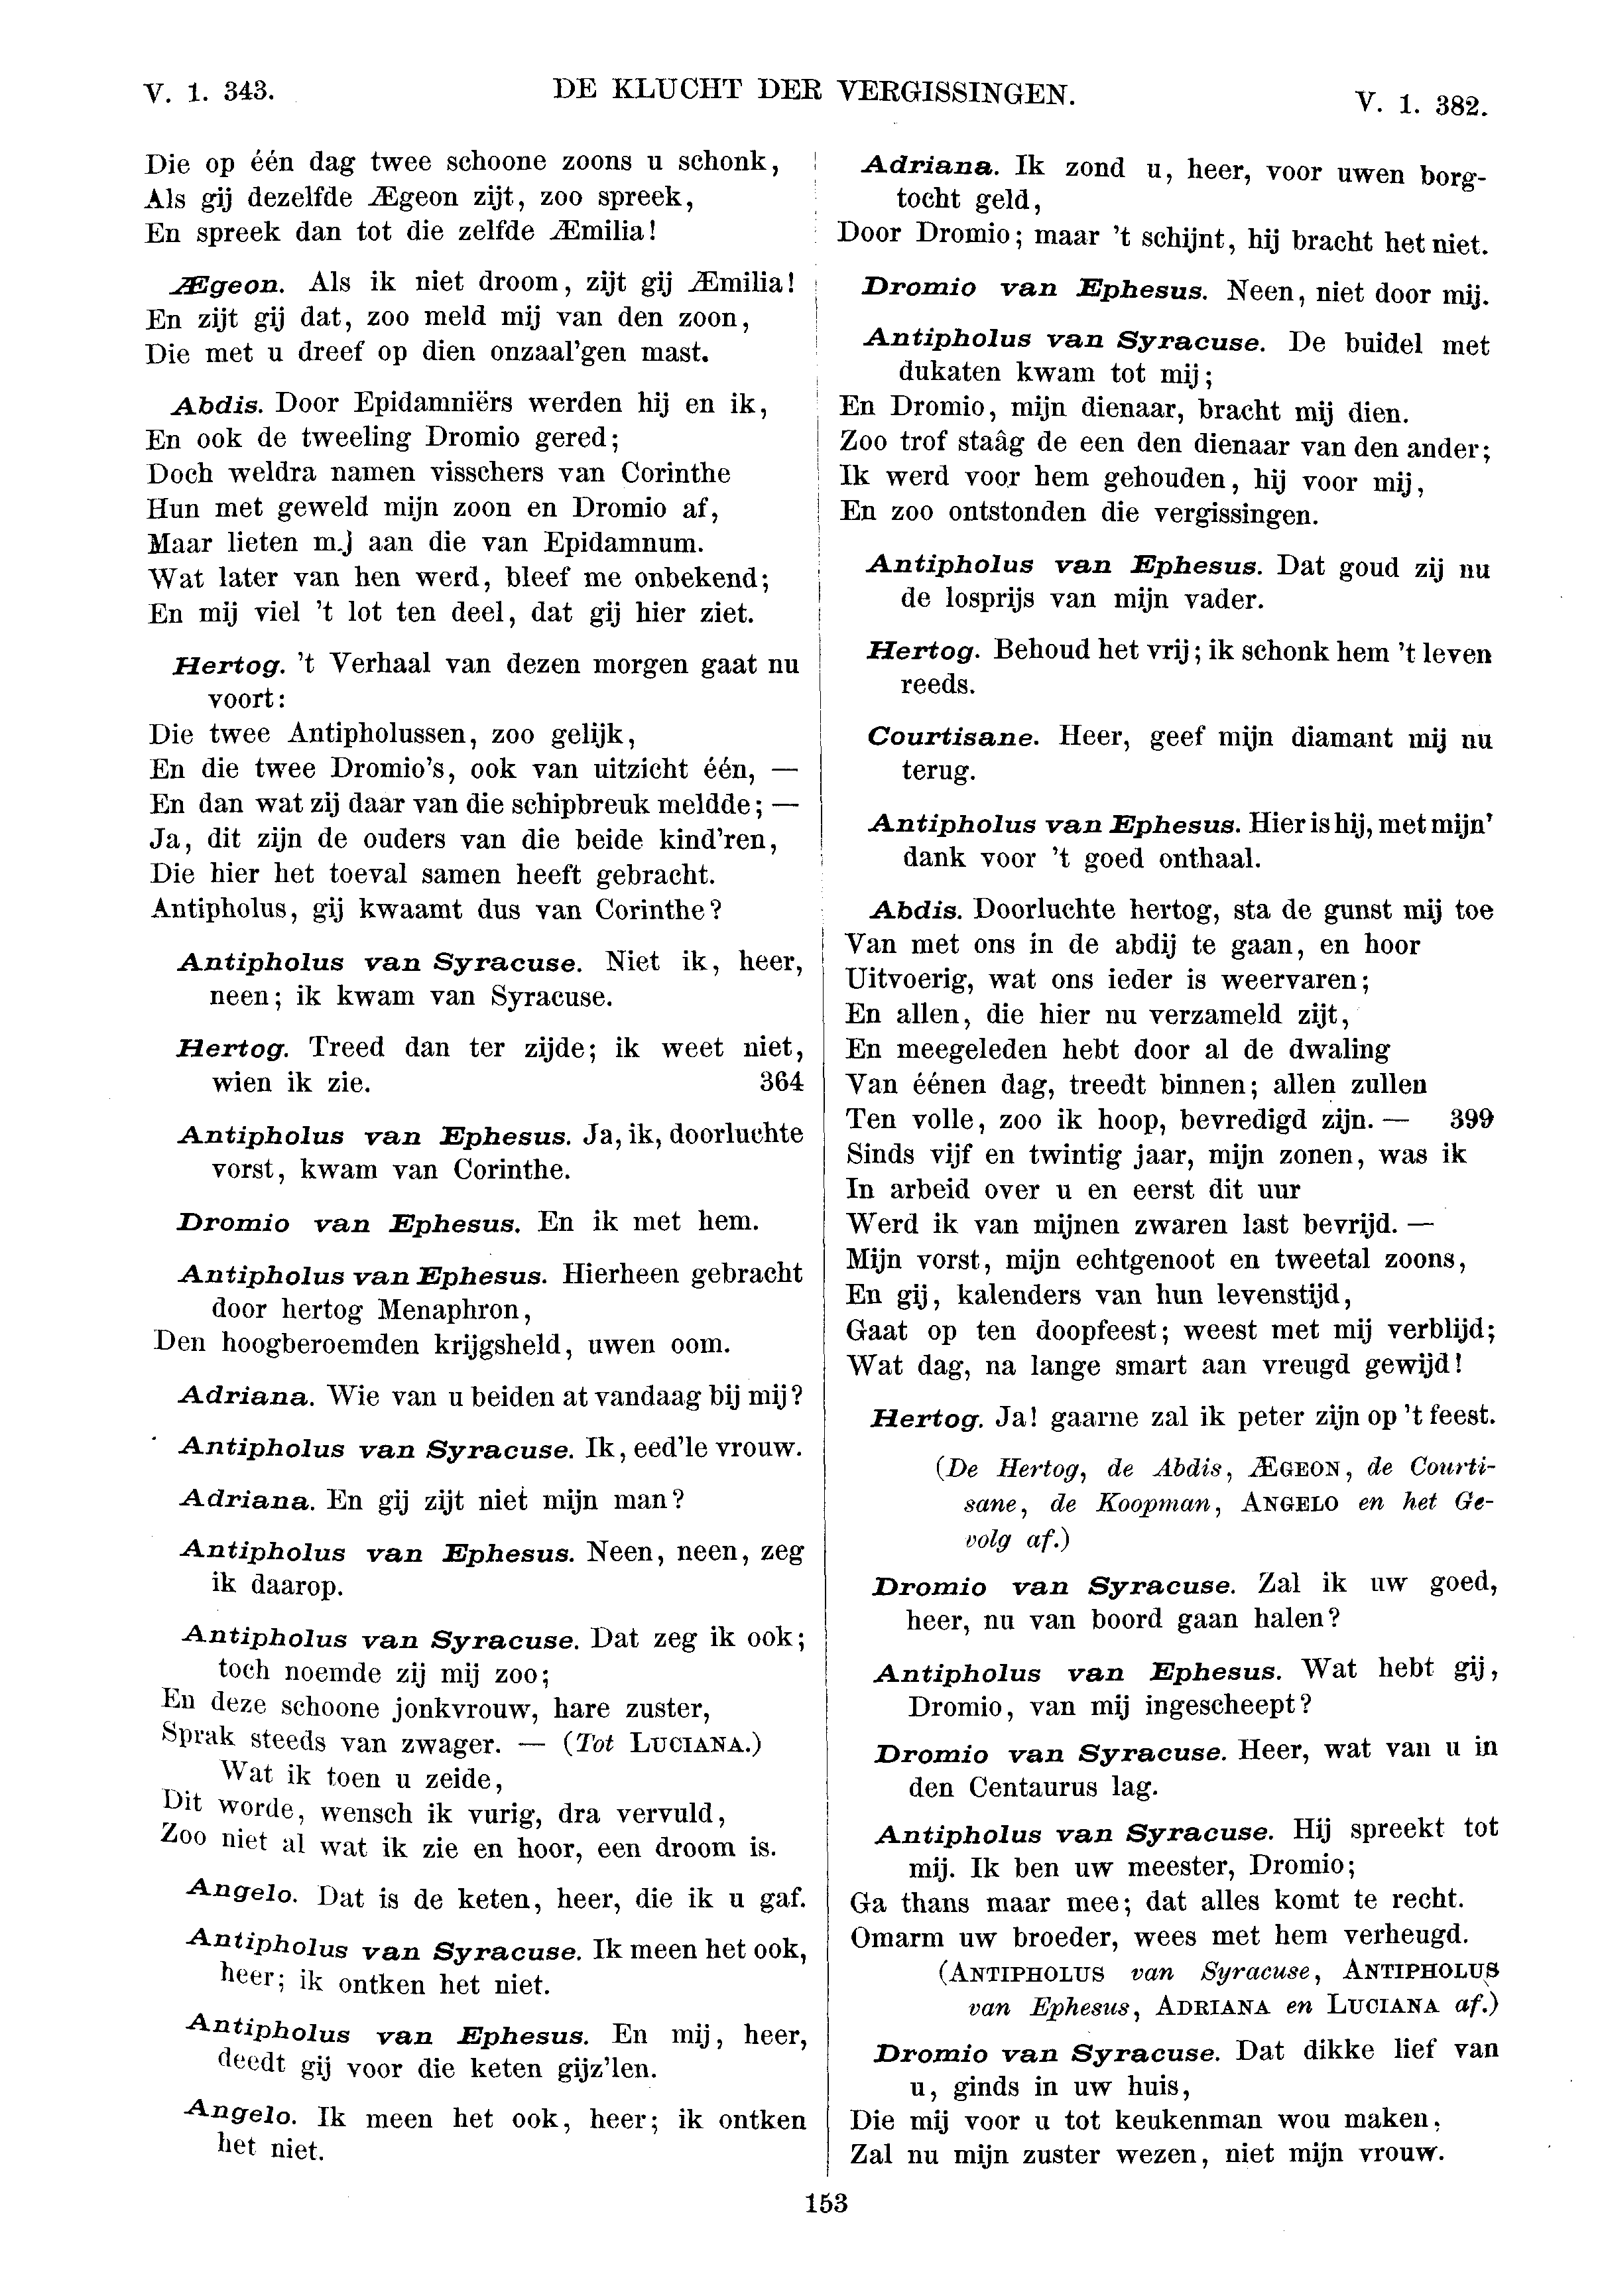 V. 1. 343.
DE KLUCHT DER VERGISSINGEN.
V. 1. 382.
Die op één dag twee schoone zoons u schonk,
Als gij dezelfde Ægeon zijt, zoo spreek,
En spreek dan tot die zelfde Æmilia!
Ægeon. Als ik niet droom, zijt gij Æmilia!
En zijt gij dat, zoo meld mij van den zoon,
Die met u dreef op dien onzaal'gen mast.
Abdis. Door Epidamniërs werden hij en ik,
En ook de tweeling Dromio gered;
Doch weldra namen visschers van Corinthe
Hun met geweld mijn zoon en Dromio af,
Maar lieten m.j aan die van Epidamnum.
Wat later van hen werd, bleef me onbekend;
En mij viel 't lot ten deel, dat gij hier ziet.
Hertog. 't Verhaal van dezen morgen gaat nu
voort:
Die twee Antipholussen, zoo gelijk,
En die twee Dromio's, ook van uitzicht één, —
En dan wat zij daar van die schipbreuk meldde; —
Ja, dit zijn de ouders van die beide kind'ren,
Die hier het toeval samen heeft gebracht.
Antipholus, gij kwaamt dus van Corinthe?
Antipholus van Syracuse. Niet ik, heer,
neen; ik kwam van Syracuse.
Hertog. Treed dan ter zijde; ik weet niet,
wien ik zie. 364
Antipholus van Ephesus. Ja, ik, doorluchte
vorst, kwam van Corinthe.
Dromio van Ephesus. En ik met hem.
Antipholus van Ephesus. Hierheen gebracht
door hertog Menaphron,
Den hoogberoemden krijgsheld, uwen oom.
Adriana. Wie van u beiden at vandaag bij mij?
Antipholus van Syracuse. Ik, eed'le vrouw.
Adriana. En gij zijt niet mijn man?
Antipholus van Ephesus. Neen, neen, zeg
ik daarop.
Antipholus van Syracuse. Dat zeg ik ook;
toch noemde zij mij zoo;
En deze schoone jonkvrouw, hare zuster,
Sprak steeds van zwager. — (Tot LUCIANA.)
Wat ik toen u zeide,
Dit worde, wensch ik vurig, dra vervuld,
Zoo niet al wat ik zie en hoor, een droom is.
Angelo. Dat is de keten, heer, die ik u gaf.
Antipholus van Syracuse. Ik meen het ook,
heer; ik ontken het niet.
Antipholus van Ephesus. En mij, heer,
deedt gij voor die keten gijz'len.
Angelo. Ik meen het ook, heer; ik ontken
het niet.
Adriana. Ik zond u, heer, voor uwen borg-
tocht geld,
Door Dromio; maar 't schijnt, hij bracht het niet.
Dromio van Ephesus. Neen, niet door mij.
Antipholus van Syracuse. De buidel met
dukaten kwam tot mij;
En Dromio, mijn dienaar, bracht mij dien.
Zoo trof staâg de een den dienaar van den ander;
Ik werd voor hem gehouden, hij voor mij,
En zoo ontstonden die vergissingen.
Antipholus van Ephesus. Dat goud zij nu
de losprijs van mijn vader.
Hertog. Behoud het vrij; ik schonk hem 't leven
reeds.
Courtisane. Heer, geef mijn diamant mij nu
terug.
Antipholus van Ephesus. Hier is hij, met mijn'
dank voor 't goed onthaal.
Abdis. Doorluchte hertog, sta de gunst mij toe
Van met ons in de abdij te gaan, en hoor
Uitvoerig, wat ons ieder is weervaren;
En allen, die hier nu verzameld zijt,
En meegeleden hebt door al de dwaling
Van éénen dag, treedt binnen; allen zullen
Ten volle, zoo ik hoop, bevredigd zijn. — 399
Sinds vijf en twintig jaar, mijn zonen, was ik
In arbeid over u en eerst dit uur
Werd ik van mijnen zwaren last bevrijd. —
Mijn vorst, mijn echtgenoot en tweetal zoons,
En gij, kalenders van hun levenstijd,
Gaat op ten doopfeest; weest met mij verblijd;
Wat dag, na lange smart aan vreugd gewijd!
Hertog. Ja! gaarne zal ik peter zijn op 't feest.
(De Hertog, de Abdis, ÆGEON, de Courti-
sane, de Koopman, ANGELO en het Ge-
volg af.)
Dromio van Syracuse. Zal ik uw goed,
heer, nu van boord gaan halen?
Antipholus van Ephesus. Wat hebt gij,
Dromio, van mij ingescheept?
Dromio van Syracuse. Heer, wat van u in
den Centaurus lag.
Antipholus van Syracuse. Hij spreekt tot
mij. Ik ben uw meester, Dromio;
Ga thans maar mee; dat alles komt te recht.
Omarm uw broeder, wees met hem verheugd.
(ANTIPHOLUS van Syracuse, ANTIPHOLUS
van Ephesus, ADRIANA en LUCIANA af.)
Dromio van Syracuse. Dat dikke lief van
u, ginds in uw huis,
Die mij voor u tot keukenman wou maken,
Zal nu mijn zuster wezen, niet mijn vrouw.
153